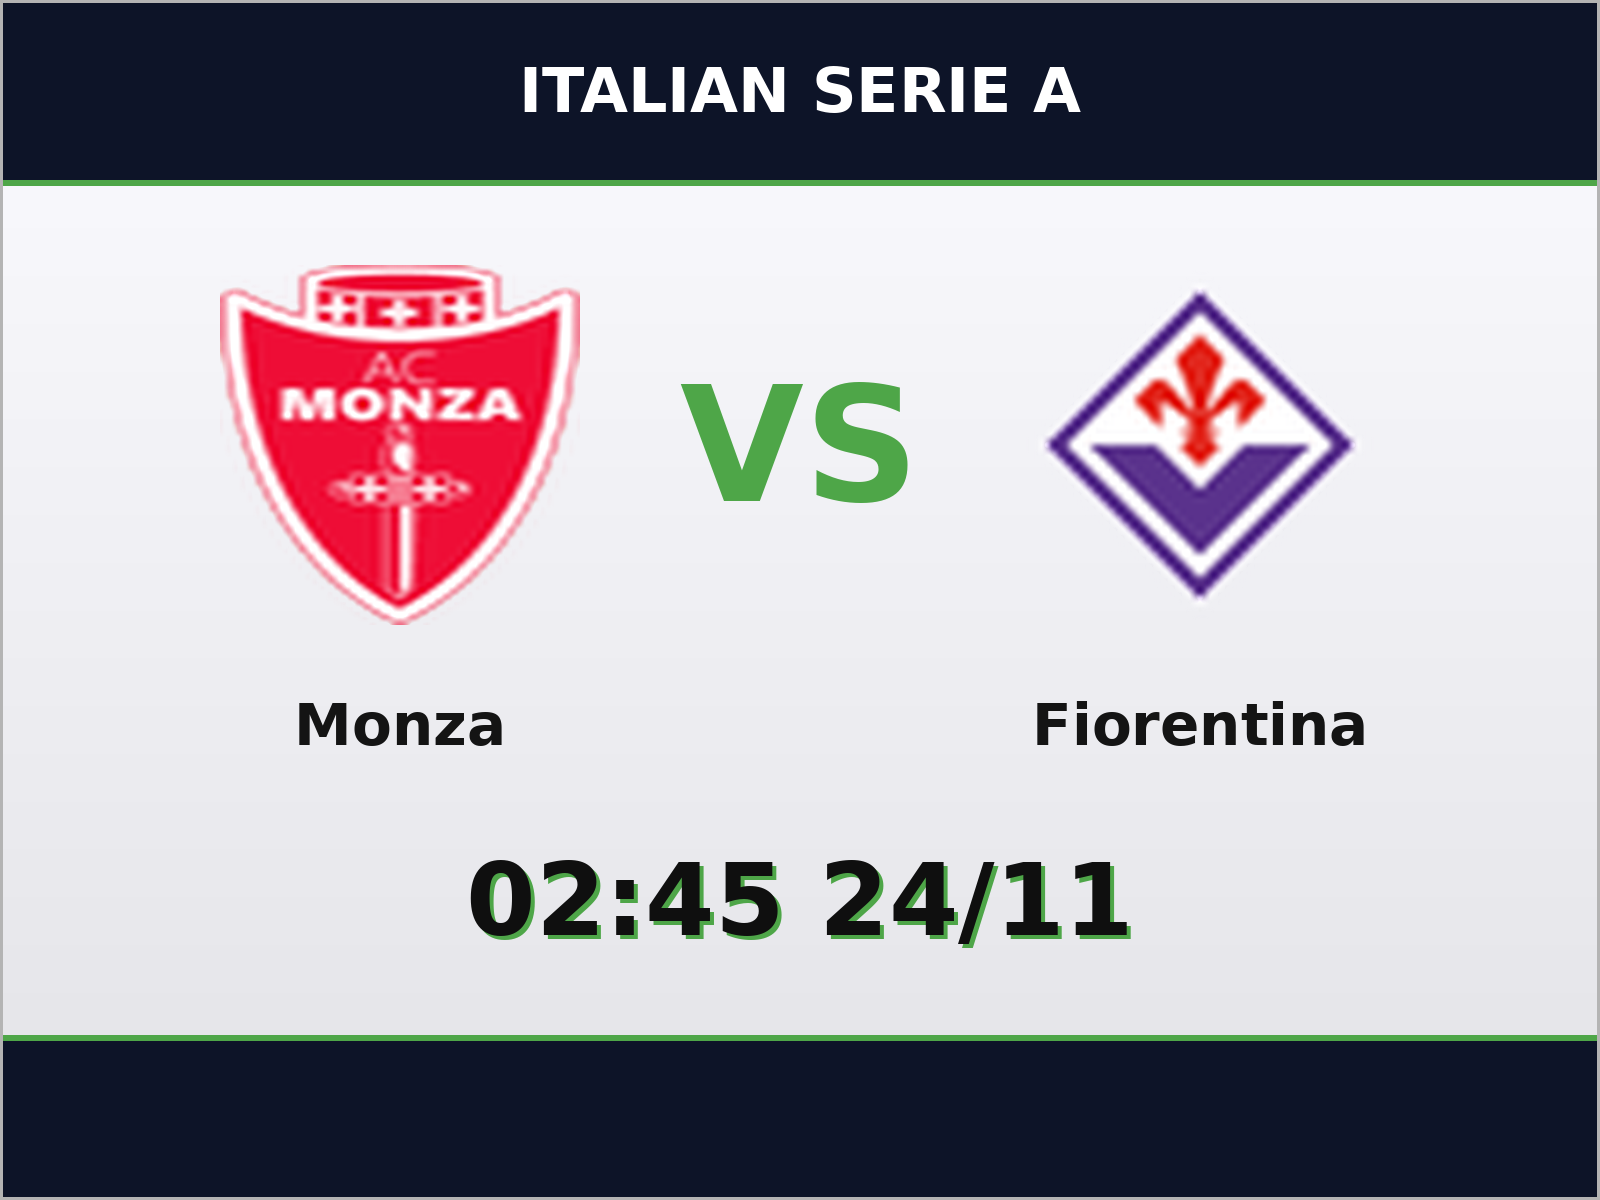 ITALIAN SERIE A
AC
MONZA
VS
Monza
Fiorentina
02:45 24/11